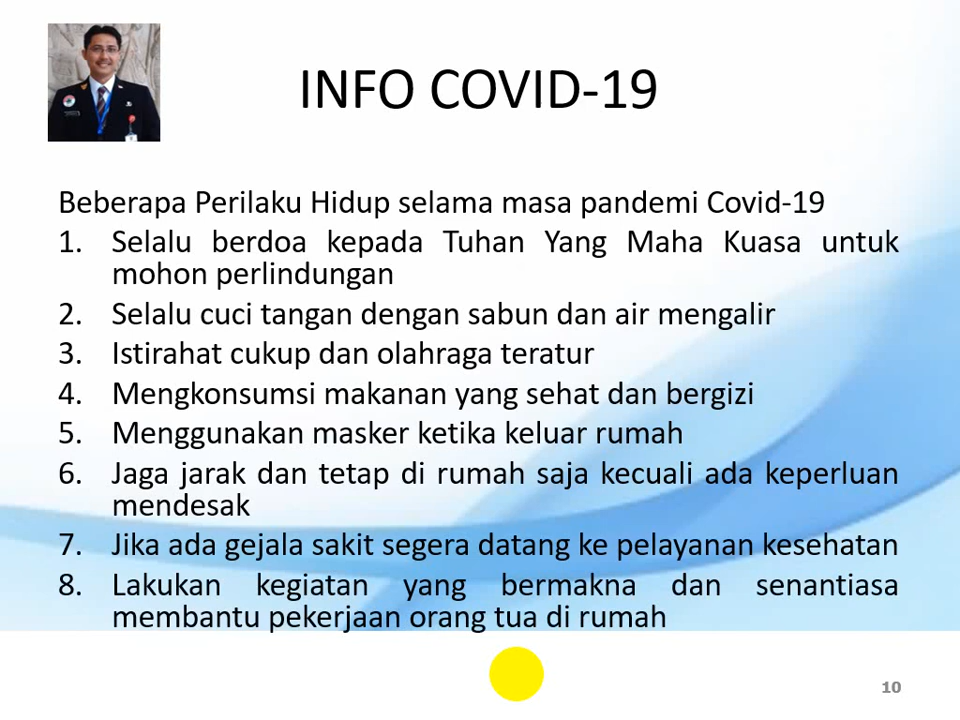 INFO COVID-19
Beberapa Perilaku Hidup selama masa pandemi Covid-19
1. Selalu berdoa kepada Tuhan Yang Maha Kuasa untuk
mohon perlindungan
2. Selalu cuci tangan dengan sabun dan air mengalir
3. Istirahat cukup dan olahraga teratur
4. Mengkonsumsi makanan yang sehat dan bergizi
5. Menggunakan masker ketika keluar rumah
6. Jaga jarak dan tetap di rumah saja kecuali ada keperluan
mendesak
7. Jika ada gejala sakit segera datang ke pelayanan kesehatan
8. Lakukan kegiatan yang bermakna dan senantiasa
membantu pekerjaan orang tua di rumah
10